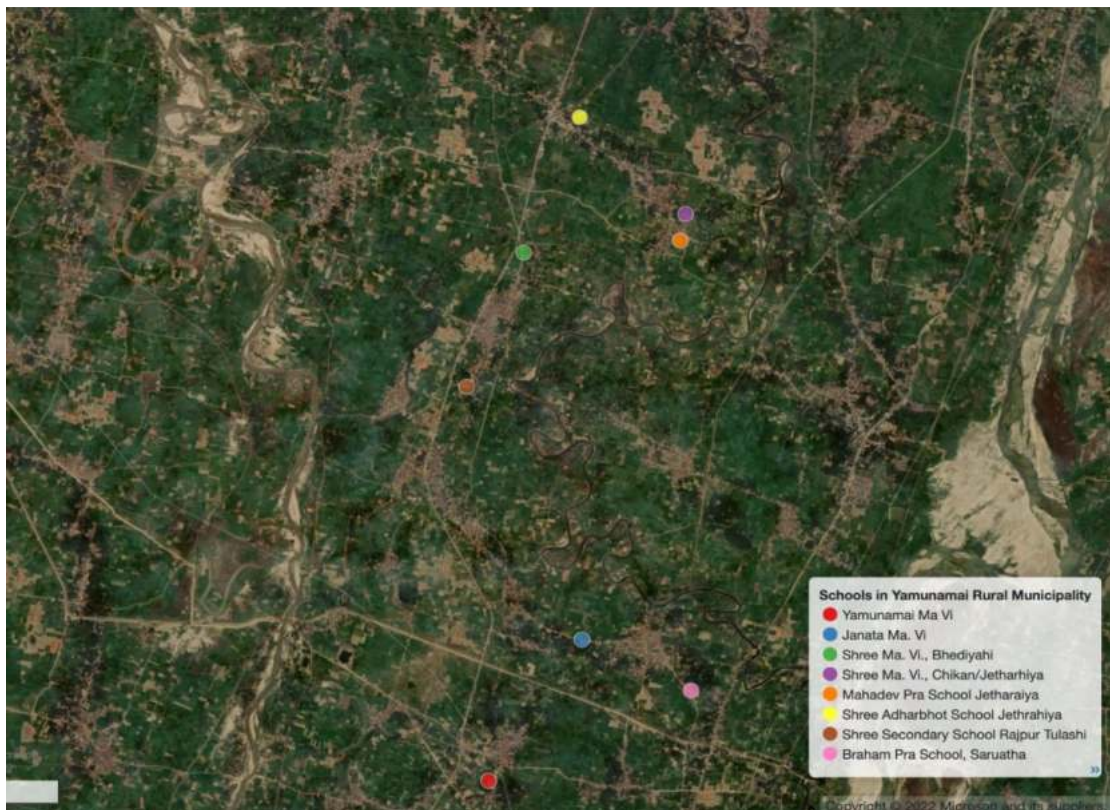 Schools in Yamunamai Rural Municipality
Yamunamai Ma Vi
Janata Ma. Vi
Shree Ma. Vi., Bhediyahi
Shree Ma. Vi., Chikan/Jetharhiya
Mahadev Pra School Jetharaiya
Shree Adharbhot School Jethrahiya
Shree Secondary School Rajpur Tulashi
Braham Pra School, Saruatha
»
Copyright ©